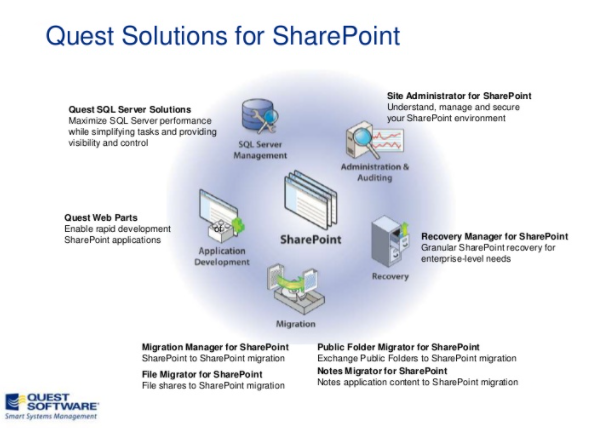 Quest Solutions for SharePoint
Quest SQL Server Solutions
Maximize SQL Server performance
while simplifying tasks and providing
visibility and control
Site Administrator for SharePoint
Understand, manage and secure
your SharePoint environment
SQL Server
Management
Administration &
Auditing
Quest Web Parts
Enable rapid development
SharePoint applications
Application
Development
SharePoint
Recovery Manager for SharePoint
Granular SharePoint recovery for
enterprise-level needs
Recovery
Migration
Migration Manager for SharePoint
SharePoint to SharePoint migration
File Migrator for SharePoint
File shares to SharePoint migration
Public Folder Migrator for SharePoint
Exchange Public Folders to SharePoint migration
Notes Migrator for SharePoint
Notes application content to SharePoint migration
QUEST
SOFTWARE
Smart Systems Management